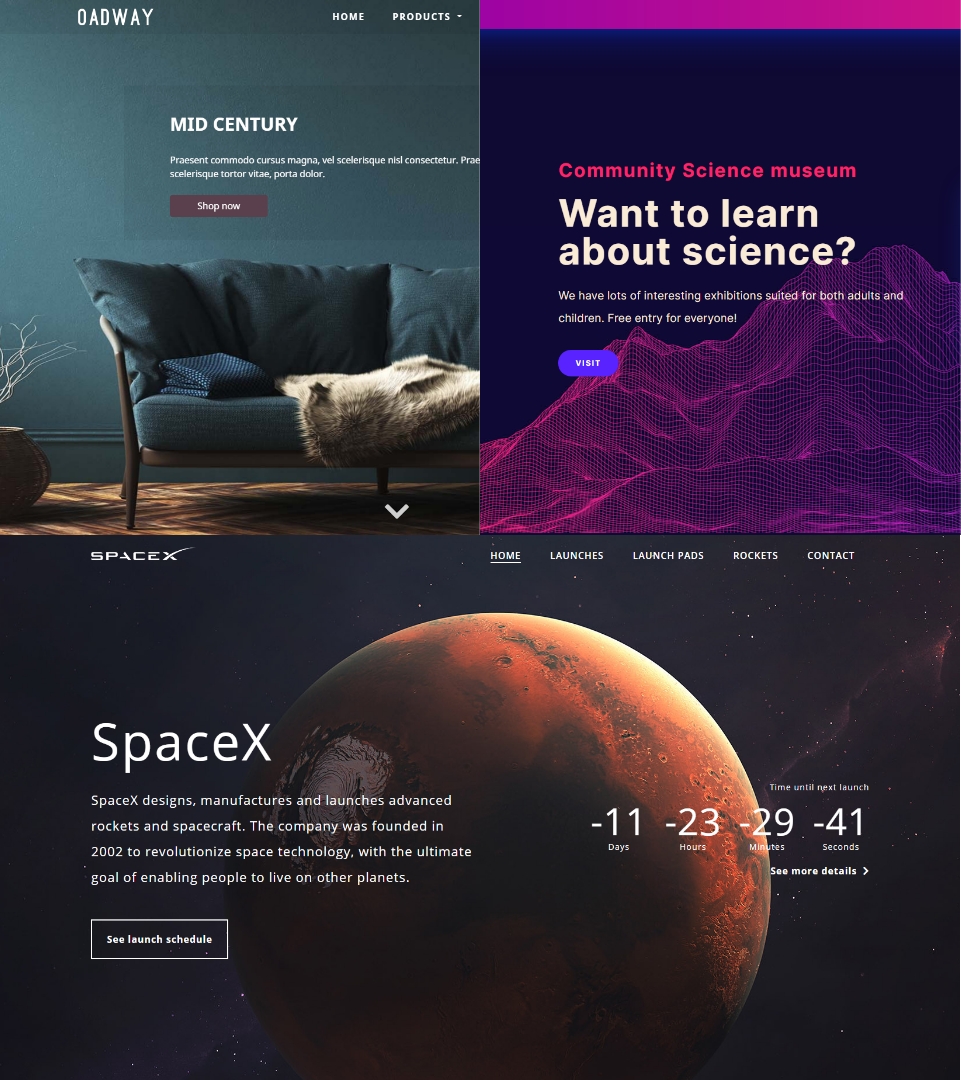 OADWAY
HOME PRODUCTS
MID CENTURY
Praesent commodo cursus magna, vel scelerisque nisl consectetur. Prae
scelerisque tortor vitae, porta dolor.
Shop now
Community Science museum
Want to learn
about science?
We have lots of interesting exhibitions suited for both adults and
children. Free entry for everyone!
VISIT
SPACEX
HOME LAUNCHES LAUNCH PADS ROCKETS CONTACT
SpaceX
SpaceX designs, manufactures and launches advanced
rockets and spacecraft. The company was founded in
2002 to revolutionize space technology, with the ultimate
goal of enabling people to live on other planets.
See launch schedule
Time until next launch
-11 -23 -29 -41
Days Hours Minutes Seconds
See more details